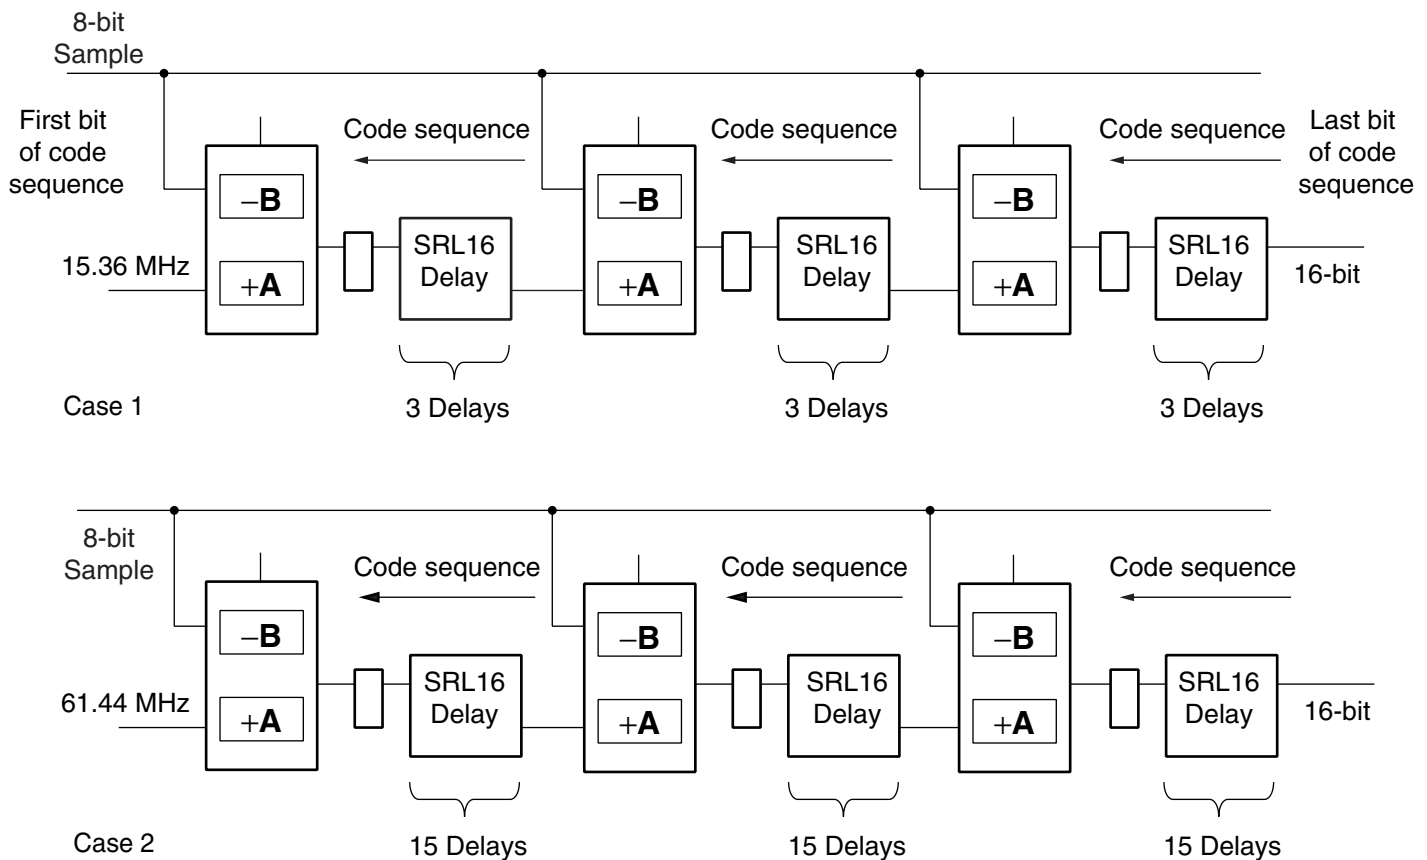 8-bit
Sample
First bit
of code
sequence
Code sequence
Code sequence
Code sequence
Last bit
of code
sequence
–B
–B
–B
15.36 MHz
+A
SRL16
Delay
+A
SRL16
Delay
+A
SRL16
Delay
16-bit
Case 1
3 Delays
3 Delays
3 Delays
8-bit
Sample
Code sequence
Code sequence
Code sequence
–B
–B
–B
61.44 MHz
+A
SRL16
Delay
+A
SRL16
Delay
+A
SRL16
Delay
16-bit
Case 2
15 Delays
15 Delays
15 Delays